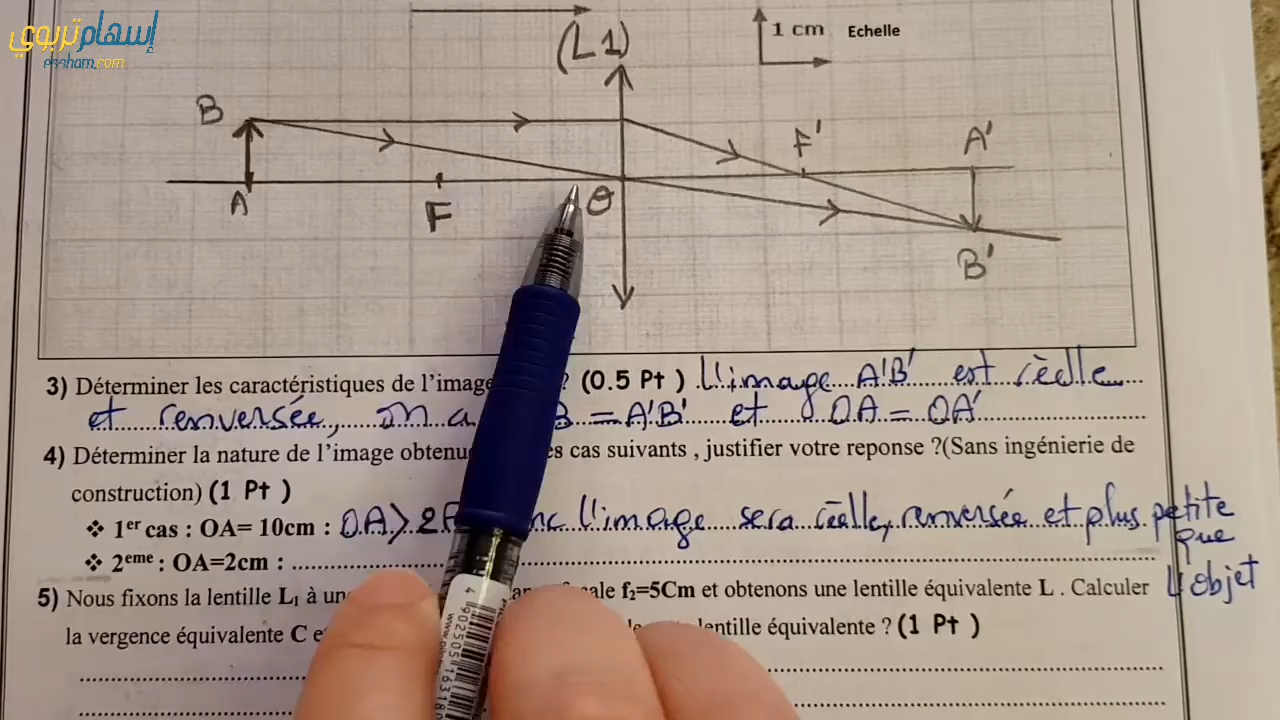 إسهام تربوي
essham.com
(L1)
1 cm Echelle
B
F'
A'
A
F
O
B'
3) Déterminer les caractéristiques de l'image ? (0.5 Pt ) L'image A'B' est réelle
et renversée, on a B = A'B' et OA = OA'
4) Déterminer la nature de l'image obtenue es cas suivants , justifier votre reponse ?(Sans ingénierie de
construction) (1 Pt )
❖ 1er cas : OA= 10cm : OA > 2 l'image sera réelle, renversée et plus petite
que
❖ 2eme : OA=2cm :
L'objet
5) Nous fixons la lentille L1 à un f2=5Cm et obtenons une lentille équivalente L . Calculer
la vergence équivalente C lentille équivalente ? (1 Pt )